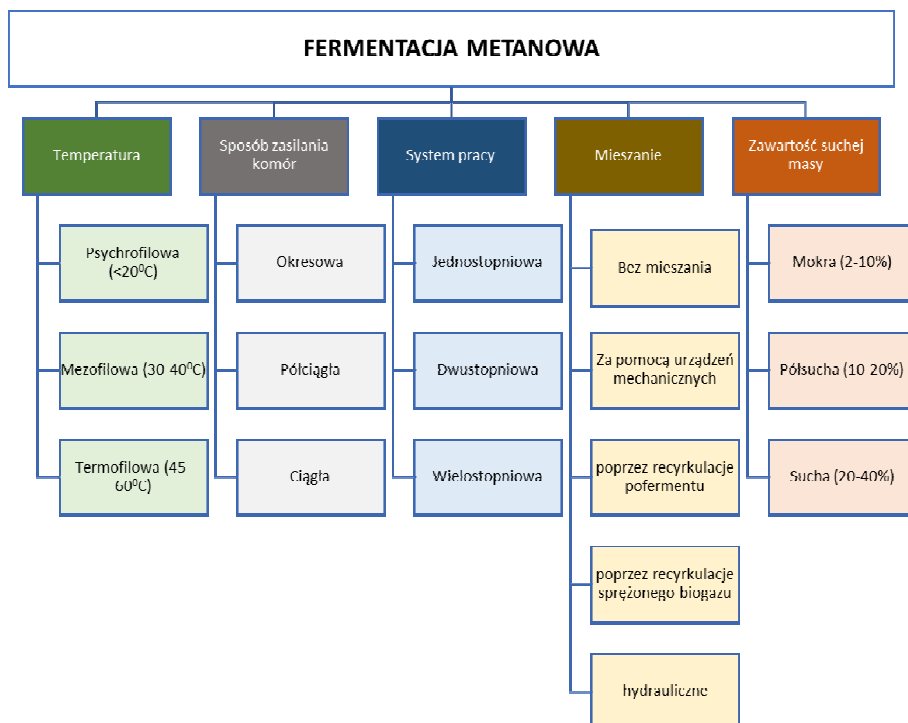 FERMENTACJA METANOWA
Temperatura
Psychrofilowa
(<20⁰C)
Mezofilowa (30-40⁰C)
Termofilowa (45
60⁰C)
Sposób zasilania
komór
Okresowa
Półciągła
Ciągła
System pracy
Jednostopniowa
Dwustopniowa
Wielostopniowa
Mieszanie
Bez mieszania
Za pomocą urządzeń
mechanicznych
poprzez recyrkulacje
pofermentu
poprzez recyrkulacje
sprężonego biogazu
hydrauliczne
Zawartość suchej
masy
Mokra (2-10%)
Półsucha (10-20%)
Sucha (20-40%)